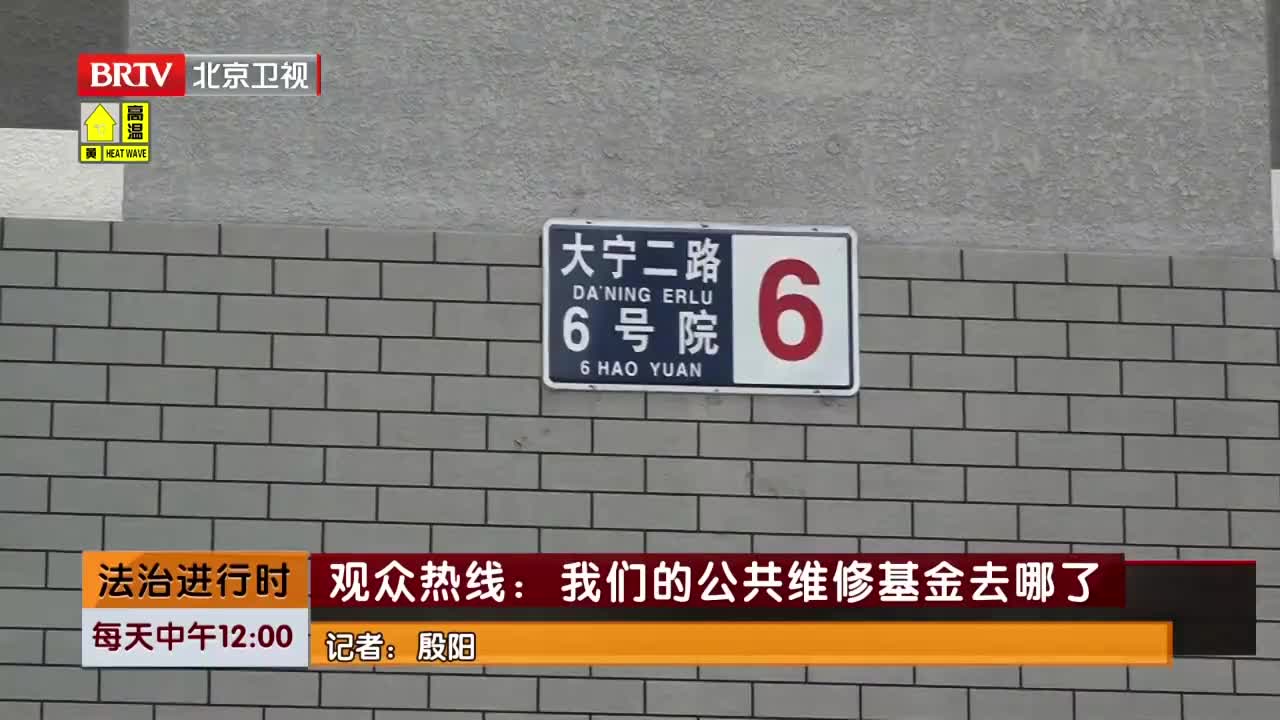 BRTV 北京卫视
高温
黄 HEAT WAVE
大宁二路
DA'NING ERLU
6号院
6 HAO YUAN
6
法治进行时
观众热线：我们的公共维修基金去哪了
每天中午12:00
记者：殷阳